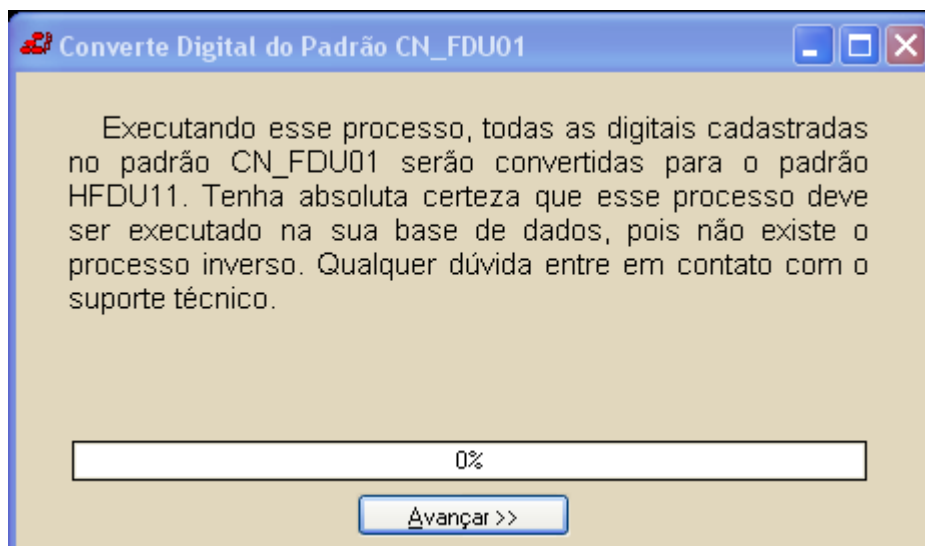 Converte Digital do Padrão CN_FDU01
Executando esse processo, todas as digitais cadastradas
no padrão CN_FDU01 serão convertidas para o padrão
HFDU11. Tenha absoluta certeza que esse processo deve
ser executado na sua base de dados, pois não existe o
processo inverso. Qualquer dúvida entre em contato com o
suporte técnico.
0%
Avançar >>